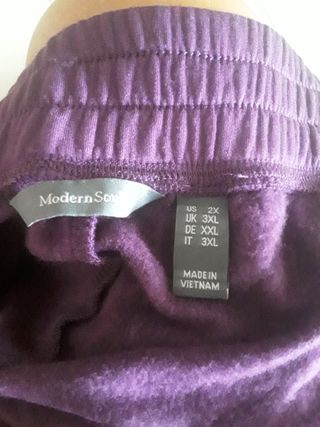 Modern
US 2X
UK 3XL
DE XXL
IT 3XL
MADE IN
VIETNAM